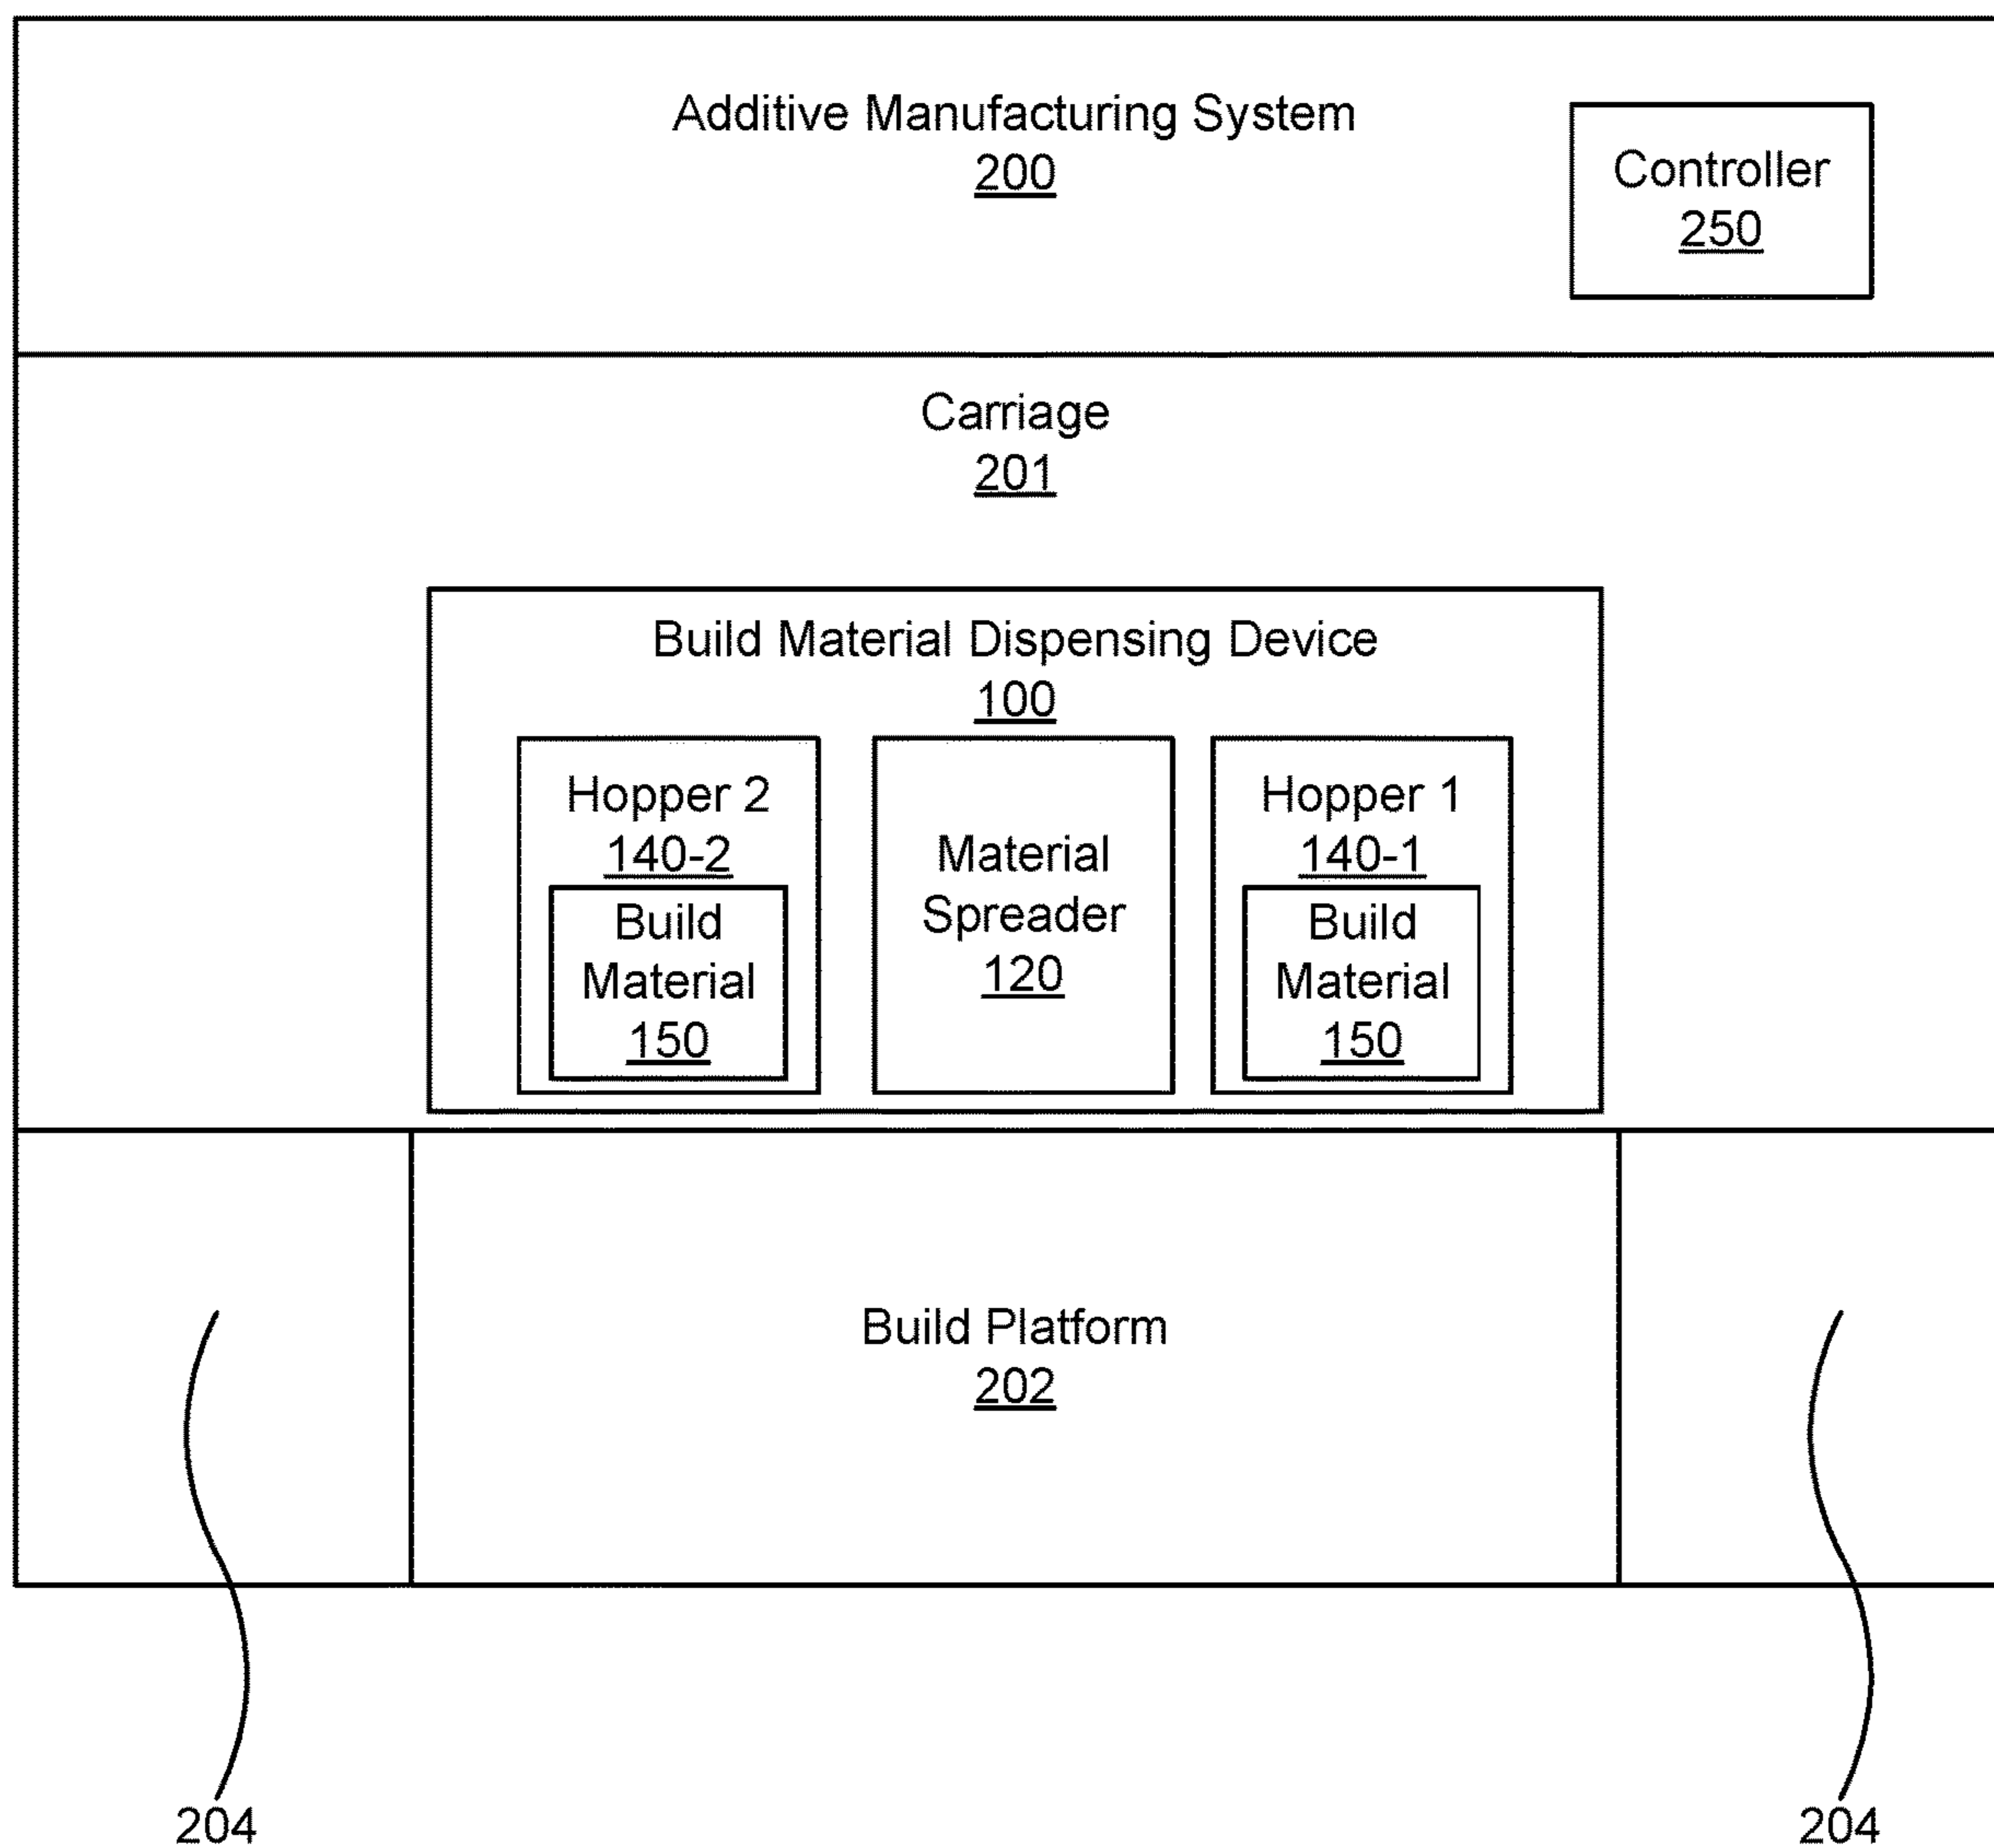 Additive Manufacturing System
200
Controller
250
Carriage
201
Build Material Dispensing Device
100
Hopper 2
140-2
Build
Material
150
Material
Spreader
120
Hopper 1
140-1
Build
Material
150
Build Platform
202
204
204